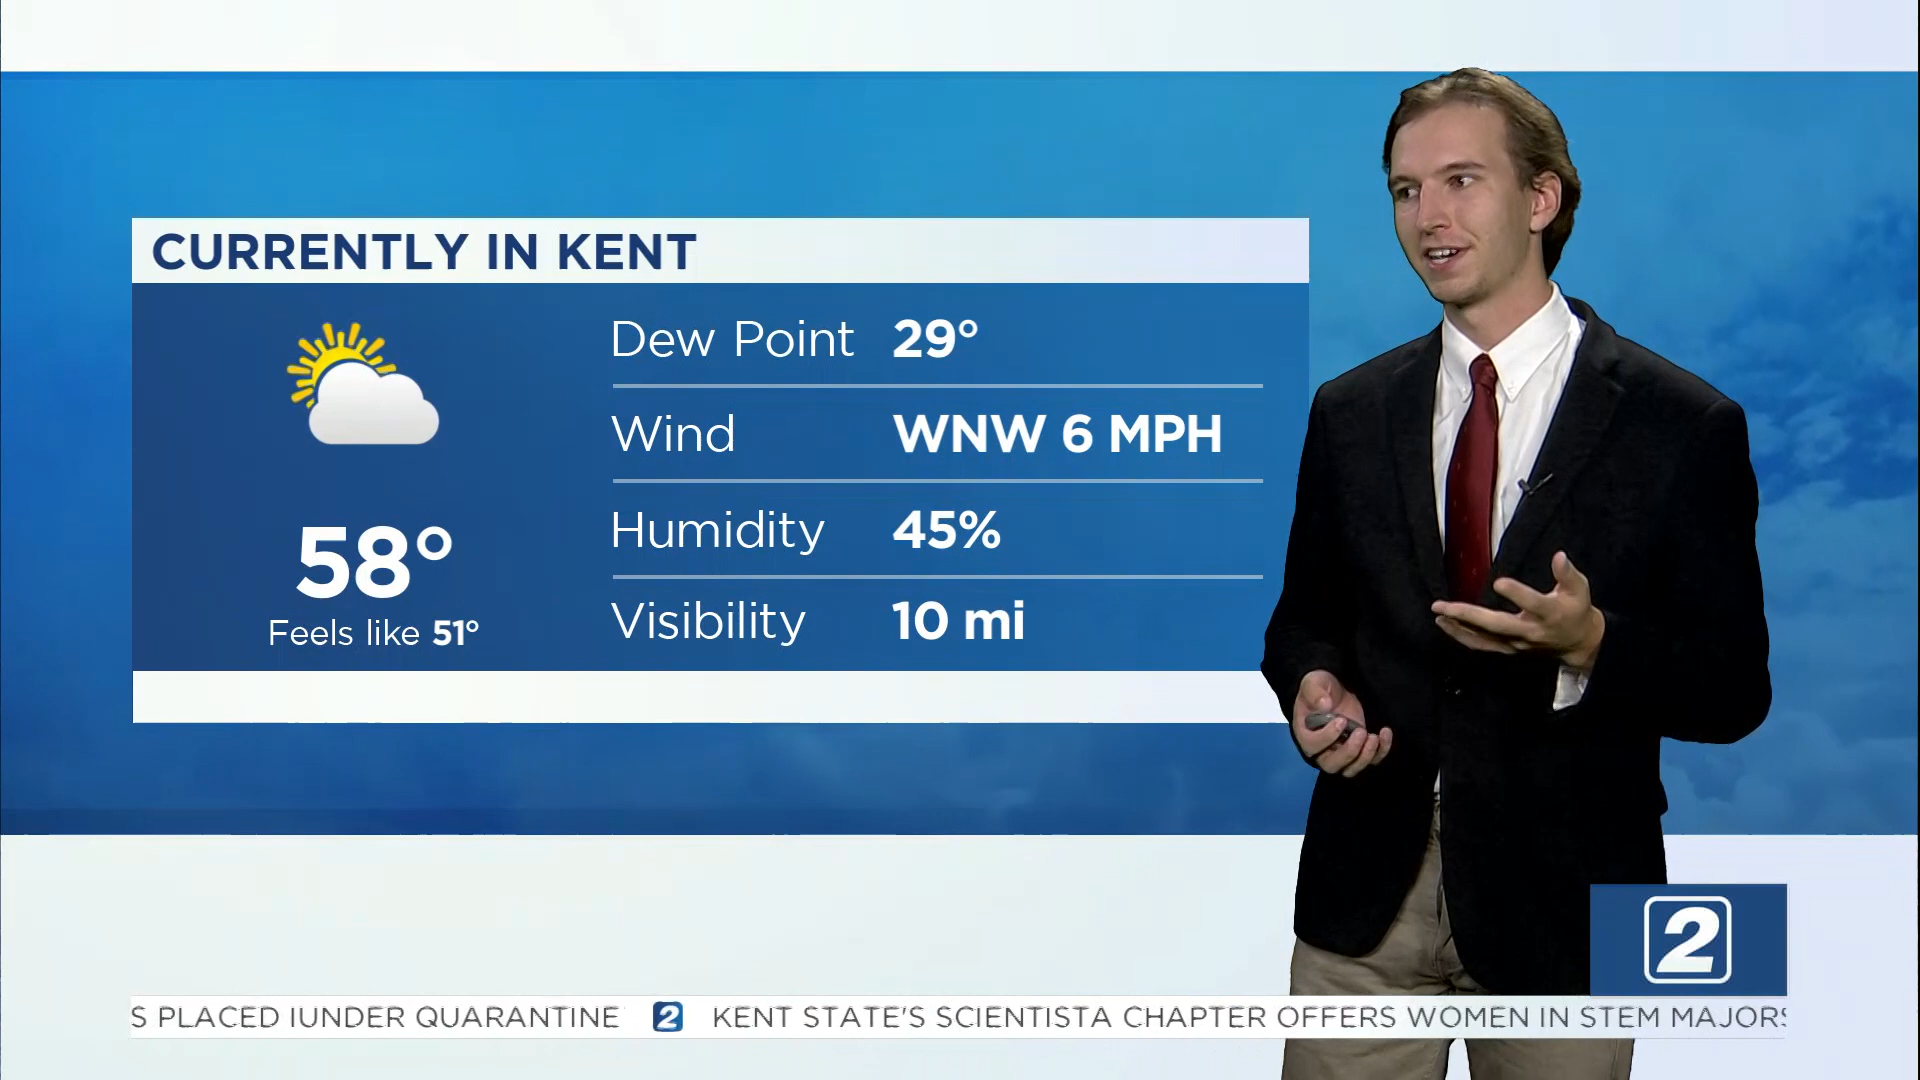 CURRENTLY IN KENT
58°
Feels like 51°
Dew Point 29°
Wind WNW 6 MPH
Humidity 45%
Visibility 10 mi
2
S PLACED IUNDER QUARANTINE 2 KENT STATE'S SCIENTISTA CHAPTER OFFERS WOMEN IN STEM MAJORS